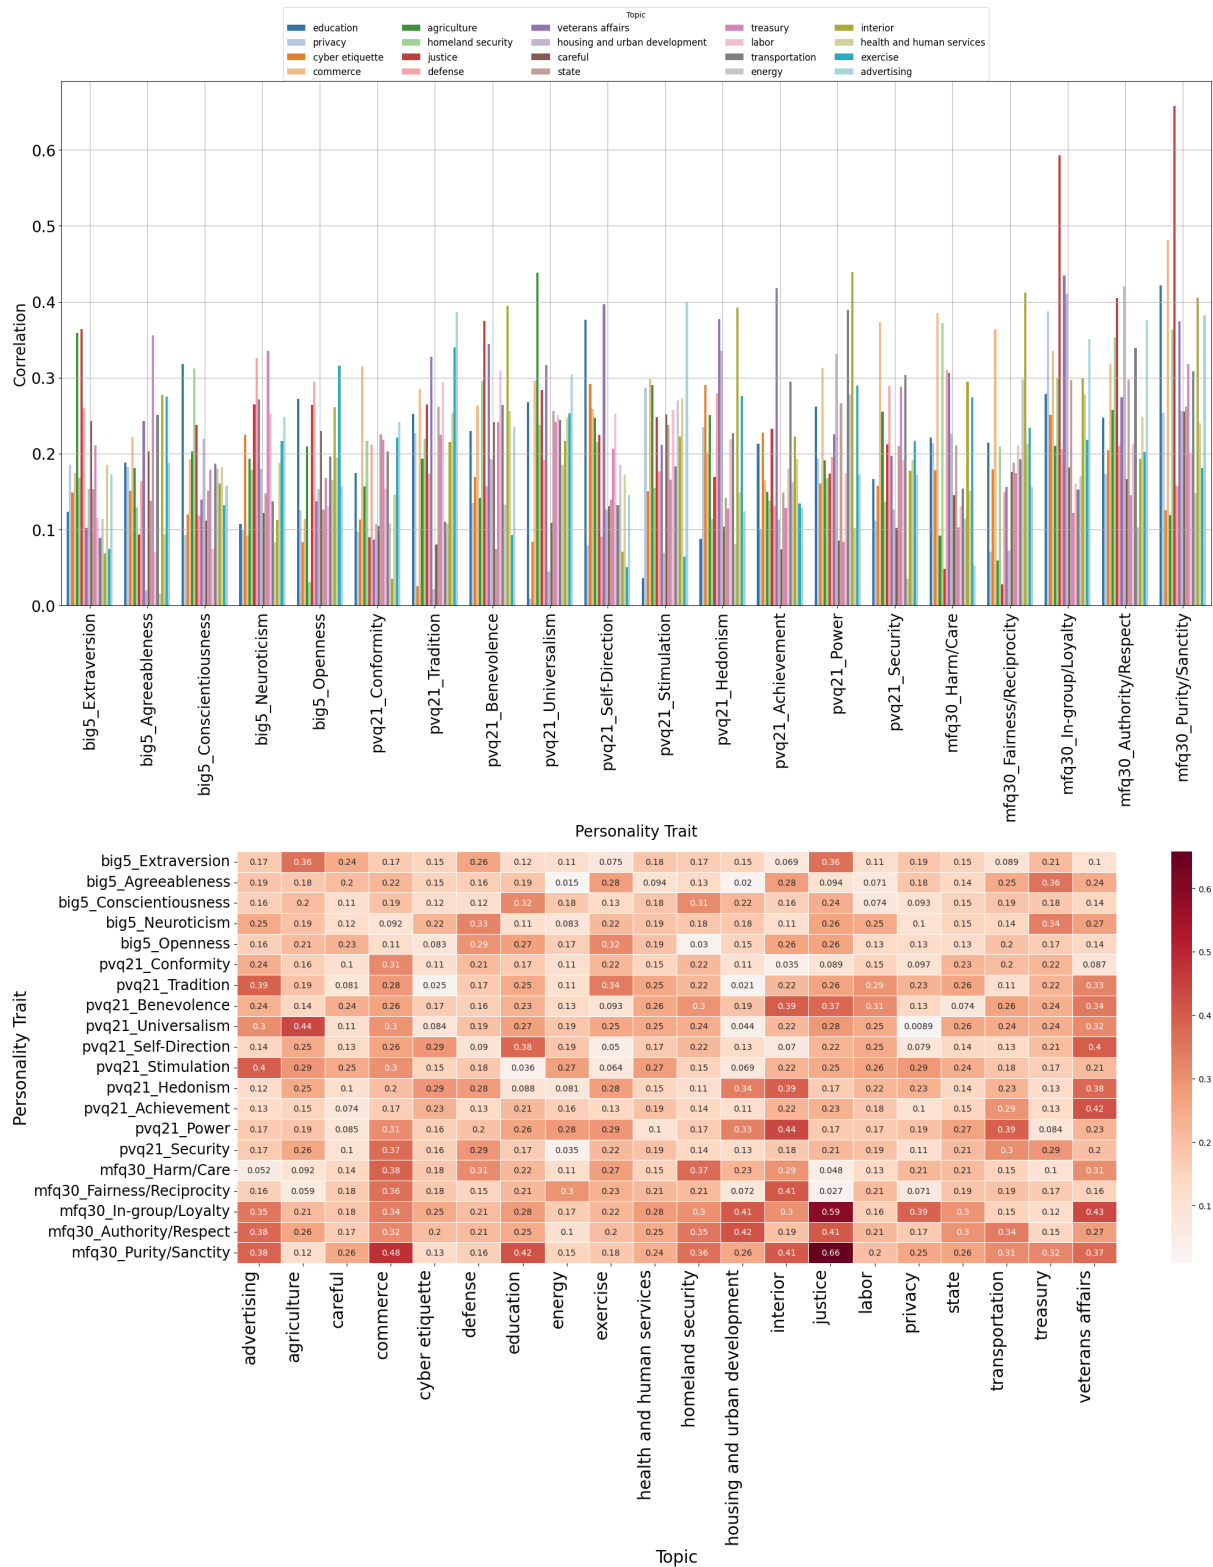 Topic
education agriculture veterans affairs treasury interior
privacy homeland security housing and urban development labor health and human services
cyber etiquette justice careful transportation exercise
commerce defense state energy advertising
Correlation
0.6
0.5
0.4
0.3
0.2
0.1
0.0
big5_Extraversion
big5_Agreeableness
big5_Conscientiousness
big5_Neuroticism
big5_Openness
pvq21_Conformity
pvq21_Tradition
pvq21_Benevolence
pvq21_Universalism
pvq21_Self-Direction
pvq21_Stimulation
pvq21_Hedonism
pvq21_Achievement
pvq21_Power
pvq21_Security
mfq30_Harm/Care
mfq30_Fairness/Reciprocity
mfq30_In-group/Loyalty
mfq30_Authority/Respect
mfq30_Purity/Sanctity
Personality Trait
Personality Trait
big5_Extraversion 0.17 0.36 0.24 0.17 0.15 0.26 0.12 0.11 0.075 0.18 0.17 0.15 0.069 0.36 0.11 0.19 0.15 0.089 0.21 0.1
big5_Agreeableness 0.19 0.18 0.2 0.22 0.15 0.16 0.19 0.015 0.28 0.094 0.13 0.02 0.28 0.094 0.071 0.18 0.14 0.25 0.36 0.24
big5_Conscientiousness 0.16 0.2 0.11 0.19 0.12 0.12 0.32 0.18 0.13 0.18 0.31 0.22 0.16 0.24 0.074 0.093 0.15 0.19 0.18 0.14
big5_Neuroticism 0.25 0.19 0.12 0.092 0.22 0.33 0.11 0.083 0.22 0.19 0.18 0.18 0.11 0.26 0.25 0.1 0.15 0.14 0.34 0.27
big5_Openness 0.16 0.21 0.23 0.11 0.083 0.29 0.27 0.17 0.32 0.19 0.03 0.15 0.26 0.26 0.13 0.13 0.13 0.2 0.17 0.14
pvq21_Conformity 0.24 0.16 0.1 0.31 0.11 0.21 0.17 0.11 0.22 0.15 0.22 0.11 0.035 0.089 0.15 0.097 0.23 0.2 0.22 0.087
pvq21_Tradition 0.39 0.19 0.081 0.28 0.025 0.17 0.25 0.11 0.34 0.25 0.22 0.021 0.22 0.26 0.29 0.23 0.26 0.11 0.22 0.33
pvq21_Benevolence 0.24 0.14 0.24 0.26 0.17 0.16 0.23 0.13 0.093 0.26 0.3 0.19 0.39 0.37 0.31 0.13 0.074 0.26 0.24 0.34
pvq21_Universalism 0.3 0.44 0.11 0.3 0.084 0.19 0.27 0.19 0.25 0.25 0.24 0.044 0.22 0.28 0.25 0.0089 0.26 0.24 0.24 0.32
pvq21_Self-Direction 0.14 0.25 0.13 0.26 0.29 0.09 0.38 0.19 0.05 0.17 0.22 0.13 0.07 0.22 0.25 0.079 0.14 0.13 0.21 0.4
pvq21_Stimulation 0.4 0.29 0.25 0.3 0.15 0.18 0.036 0.27 0.064 0.27 0.15 0.069 0.22 0.25 0.26 0.29 0.24 0.18 0.17 0.21
pvq21_Hedonism 0.12 0.25 0.1 0.2 0.29 0.28 0.088 0.081 0.28 0.15 0.11 0.34 0.39 0.17 0.22 0.23 0.14 0.23 0.13 0.38
pvq21_Achievement 0.13 0.15 0.074 0.17 0.23 0.13 0.21 0.16 0.13 0.19 0.14 0.11 0.22 0.23 0.18 0.1 0.15 0.29 0.13 0.42
pvq21_Power 0.17 0.19 0.085 0.31 0.16 0.2 0.26 0.28 0.29 0.1 0.17 0.33 0.44 0.17 0.17 0.19 0.27 0.39 0.084 0.23
pvq21_Security 0.17 0.26 0.1 0.37 0.16 0.29 0.17 0.035 0.22 0.19 0.14 0.13 0.18 0.21 0.19 0.11 0.21 0.3 0.29 0.2
mfq30_Harm/Care 0.052 0.092 0.14 0.38 0.18 0.31 0.22 0.11 0.27 0.15 0.37 0.23 0.29 0.048 0.13 0.21 0.21 0.15 0.1 0.31
mfq30_Fairness/Reciprocity 0.16 0.059 0.18 0.36 0.18 0.15 0.21 0.3 0.23 0.21 0.21 0.072 0.41 0.027 0.21 0.071 0.19 0.19 0.17 0.16
mfq30_In-group/Loyalty 0.35 0.21 0.18 0.34 0.25 0.21 0.28 0.17 0.22 0.28 0.3 0.41 0.3 0.59 0.16 0.39 0.3 0.15 0.12 0.43
mfq30_Authority/Respect 0.38 0.26 0.17 0.32 0.2 0.21 0.25 0.1 0.2 0.25 0.35 0.42 0.19 0.41 0.21 0.17 0.3 0.34 0.15 0.27
mfq30_Purity/Sanctity 0.38 0.12 0.26 0.48 0.13 0.16 0.42 0.15 0.18 0.24 0.36 0.26 0.41 0.66 0.2 0.25 0.26 0.31 0.32 0.37
0.6
0.5
0.4
0.3
0.2
0.1
advertising
agriculture
careful
commerce
cyber etiquette
defense
education
energy
exercise
health and human services
homeland security
housing and urban development
interior
justice
labor
privacy
state
transportation
treasury
veterans affairs
Topic